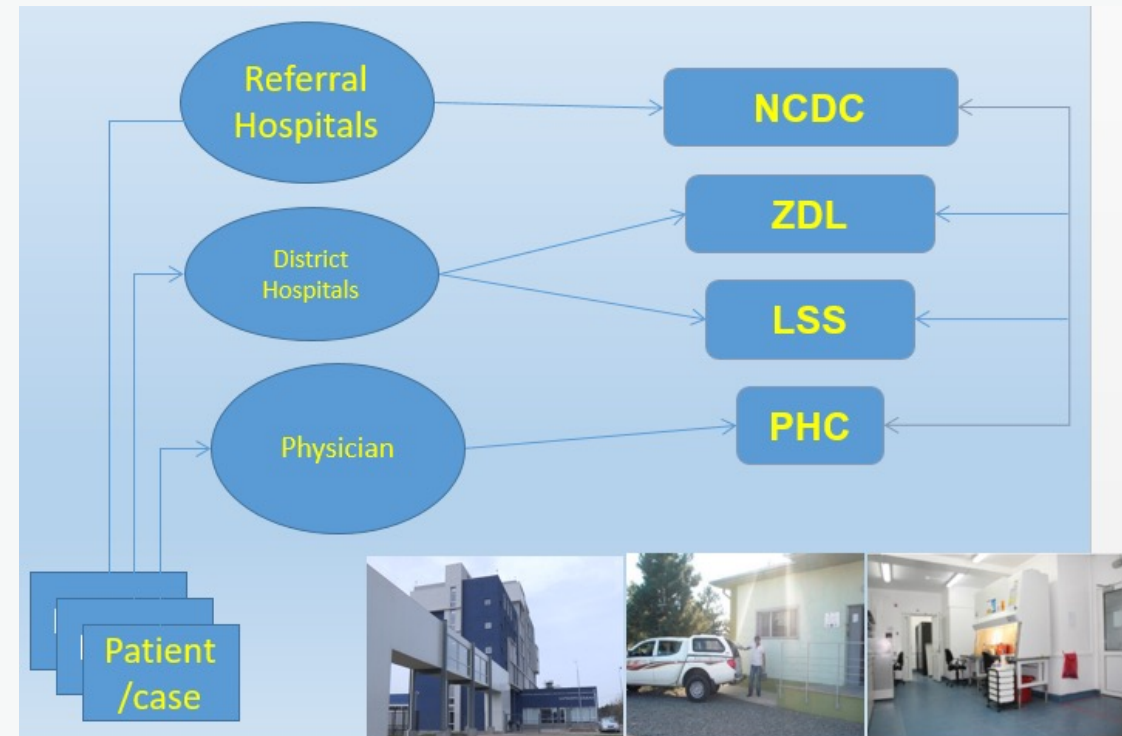 Referral
Hospitals
NCDC
ZDL
District
Hospitals
LSS
Physician
PHC
Patient
/case